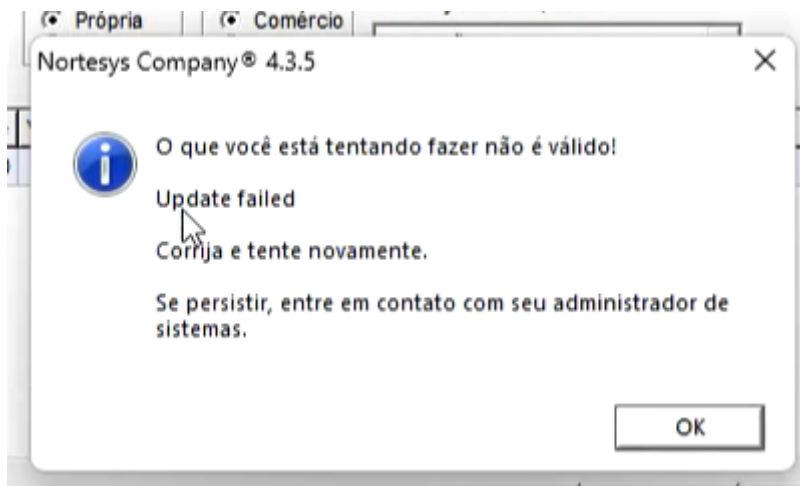 Própria
Comércio
Nortesys Company® 4.3.5
O que você está tentando fazer não é válido!
Update failed
Corrija e tente novamente.
Se persistir, entre em contato com seu administrador de
sistemas.
OK